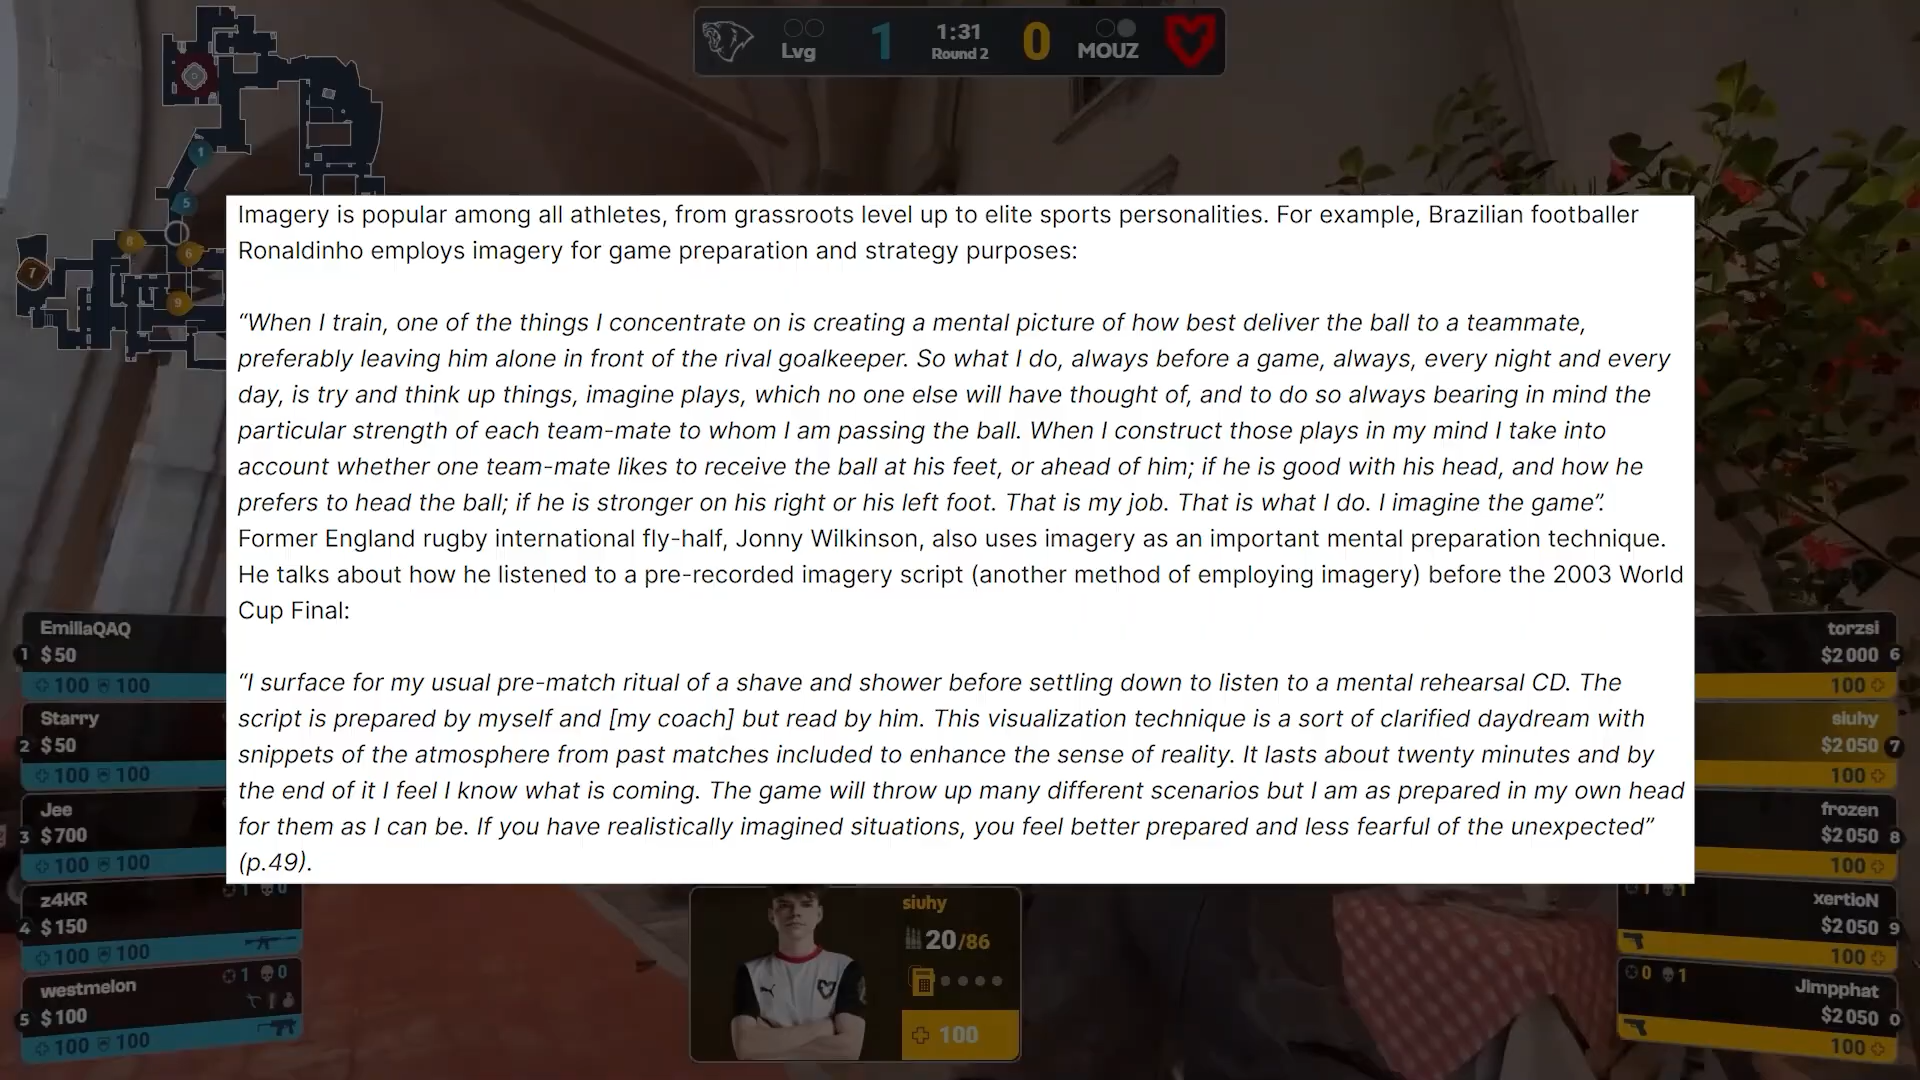 Lvg
1
1:31
Round 2
0
MOUZ
1
5
8
6
7
9
Imagery is popular among all athletes, from grassroots level up to elite sports personalities. For example, Brazilian footballer
Ronaldinho employs imagery for game preparation and strategy purposes:
“When I train, one of the things I concentrate on is creating a mental picture of how best deliver the ball to a teammate,
preferably leaving him alone in front of the rival goalkeeper. So what I do, always before a game, always, every night and every
day, is try and think up things, imagine plays, which no one else will have thought of, and to do so always bearing in mind the
particular strength of each team-mate to whom I am passing the ball. When I construct those plays in my mind I take into
account whether one team-mate likes to receive the ball at his feet, or ahead of him; if he is good with his head, and how he
prefers to head the ball; if he is stronger on his right or his left foot. That is my job. That is what I do. I imagine the game”.
Former England rugby international fly-half, Jonny Wilkinson, also uses imagery as an important mental preparation technique.
He talks about how he listened to a pre-recorded imagery script (another method of employing imagery) before the 2003 World
Cup Final:
“I surface for my usual pre-match ritual of a shave and shower before settling down to listen to a mental rehearsal CD. The
script is prepared by myself and [my coach] but read by him. This visualization technique is a sort of clarified daydream with
snippets of the atmosphere from past matches included to enhance the sense of reality. It lasts about twenty minutes and by
the end of it I feel I know what is coming. The game will throw up many different scenarios but I am as prepared in my own head
for them as I can be. If you have realistically imagined situations, you feel better prepared and less fearful of the unexpected”
(p.49).
EmiliaQAQ
1 $50
100 100
Starry
2 $50
100 100
Jee
3 $700
100 100
z4KR 1 0
4 $150
100 100
westmelon 1 0
5 $100
100 100
torzsi
$2000 6
100
siuhy
$2050 7
100
frozen
$2050 8
100
1 1 xertioN
$2050 9
100
0 1 Jimpphat
$2050 0
100
siuhy
20/86
100